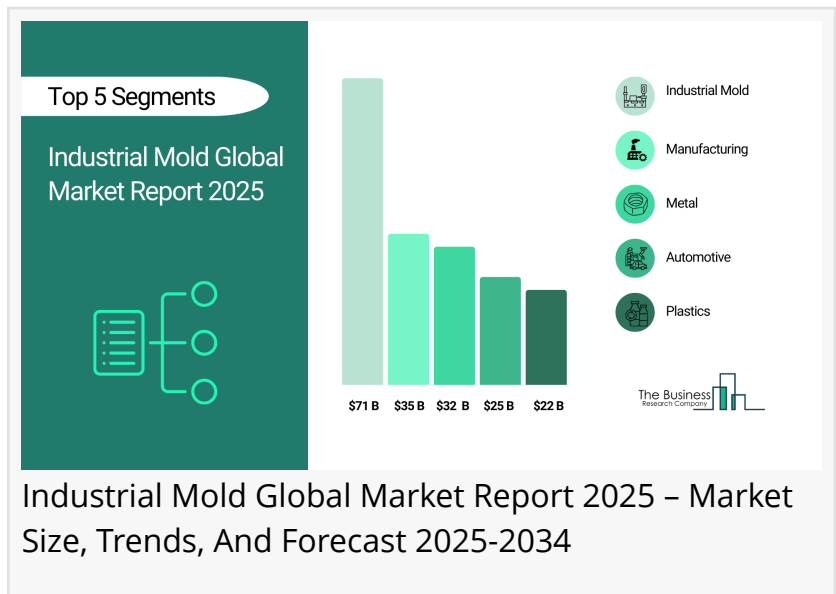 Top 5 Segments
Industrial Mold Global
Market Report 2025
$71 B
$35 B
$32 B
$25 B
$22 B
Industrial Mold
Manufacturing
Metal
Automotive
Plastics
The Business
Research Company
Industrial Mold Global Market Report 2025 – Market
Size, Trends, And Forecast 2025-2034